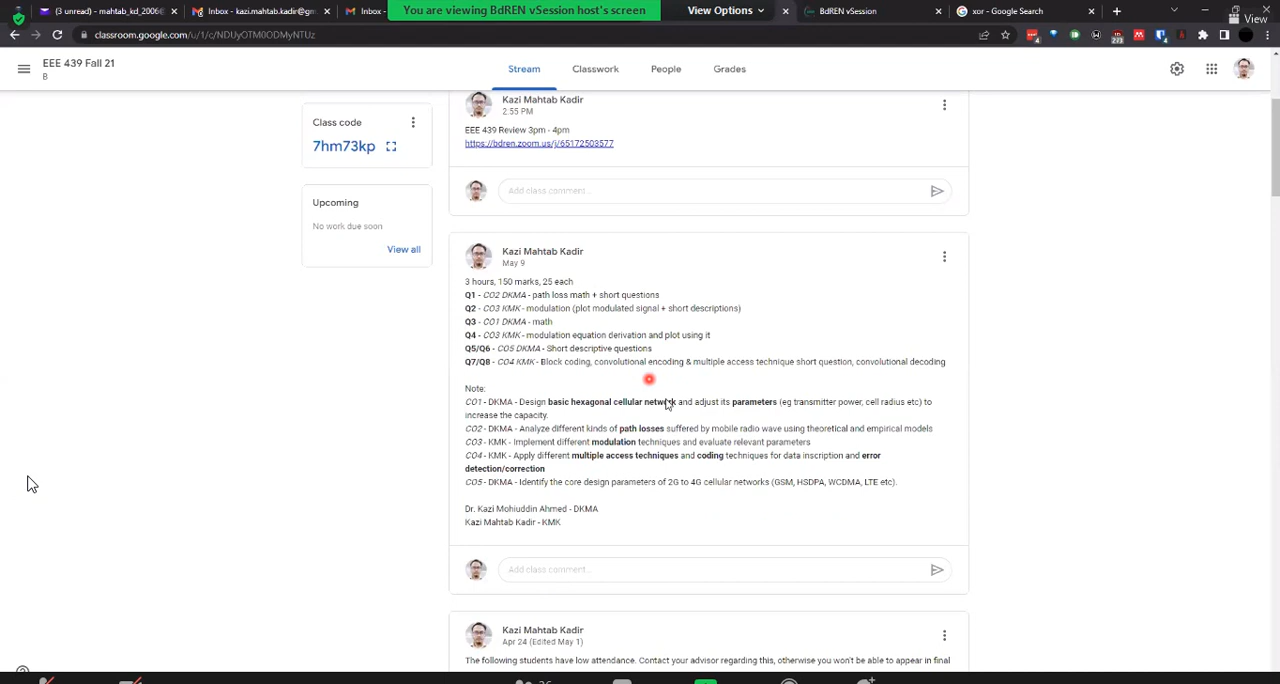 (3 unread) - mahtab_kd_2006
Inbox - kazi.mahtab.kadir@gm
Inbox
You are viewing BdREN vSession host's screen
View Options
BdREN vSession
xor - Google Search
View
classroom.google.com/u/1/c/NDUyOTM0ODMyNTUz
EEE 439 Fall 21
B
Stream
Classwork
People
Grades
Class code
7hm73kp
Upcoming
No work due soon
View all
Kazi Mahtab Kadir
2:55 PM
EEE 439 Review 3pm - 4pm
https://bdren.zoom.us/j/65172503577
Add class comment...
Kazi Mahtab Kadir
May 9
3 hours, 150 marks, 25 each
Q1 - CO2 DKMA - path loss math + short questions
Q2 - CO3 KMK - modulation (plot modulated signal + short descriptions)
Q3 - CO1 DKMA - math
Q4 - CO3 KMK - modulation equation derivation and plot using it
Q5/Q6 - CO5 DKMA - Short descriptive questions
Q7/Q8 - CO4 KMK - Block coding, convolutional encoding & multiple access technique short question, convolutional decoding
Note:
CO1 - DKMA - Design basic hexagonal cellular network and adjust its parameters (eg transmitter power, cell radius etc) to
increase the capacity.
CO2 - DKMA - Analyze different kinds of path losses suffered by mobile radio wave using theoretical and empirical models
CO3 - KMK - Implement different modulation techniques and evaluate relevant parameters
CO4 - KMK - Apply different multiple access techniques and coding techniques for data inscription and error
detection/correction
CO5 - DKMA - Identify the core design parameters of 2G to 4G cellular networks (GSM, HSDPA, WCDMA, LTE etc).
Dr. Kazi Mohiuddin Ahmed - DKMA
Kazi Mahtab Kadir - KMK
Add class comment...
Kazi Mahtab Kadir
Apr 24 (Edited May 1)
The following students have low attendance. Contact your advisor regarding this, otherwise you won't be able to appear in final